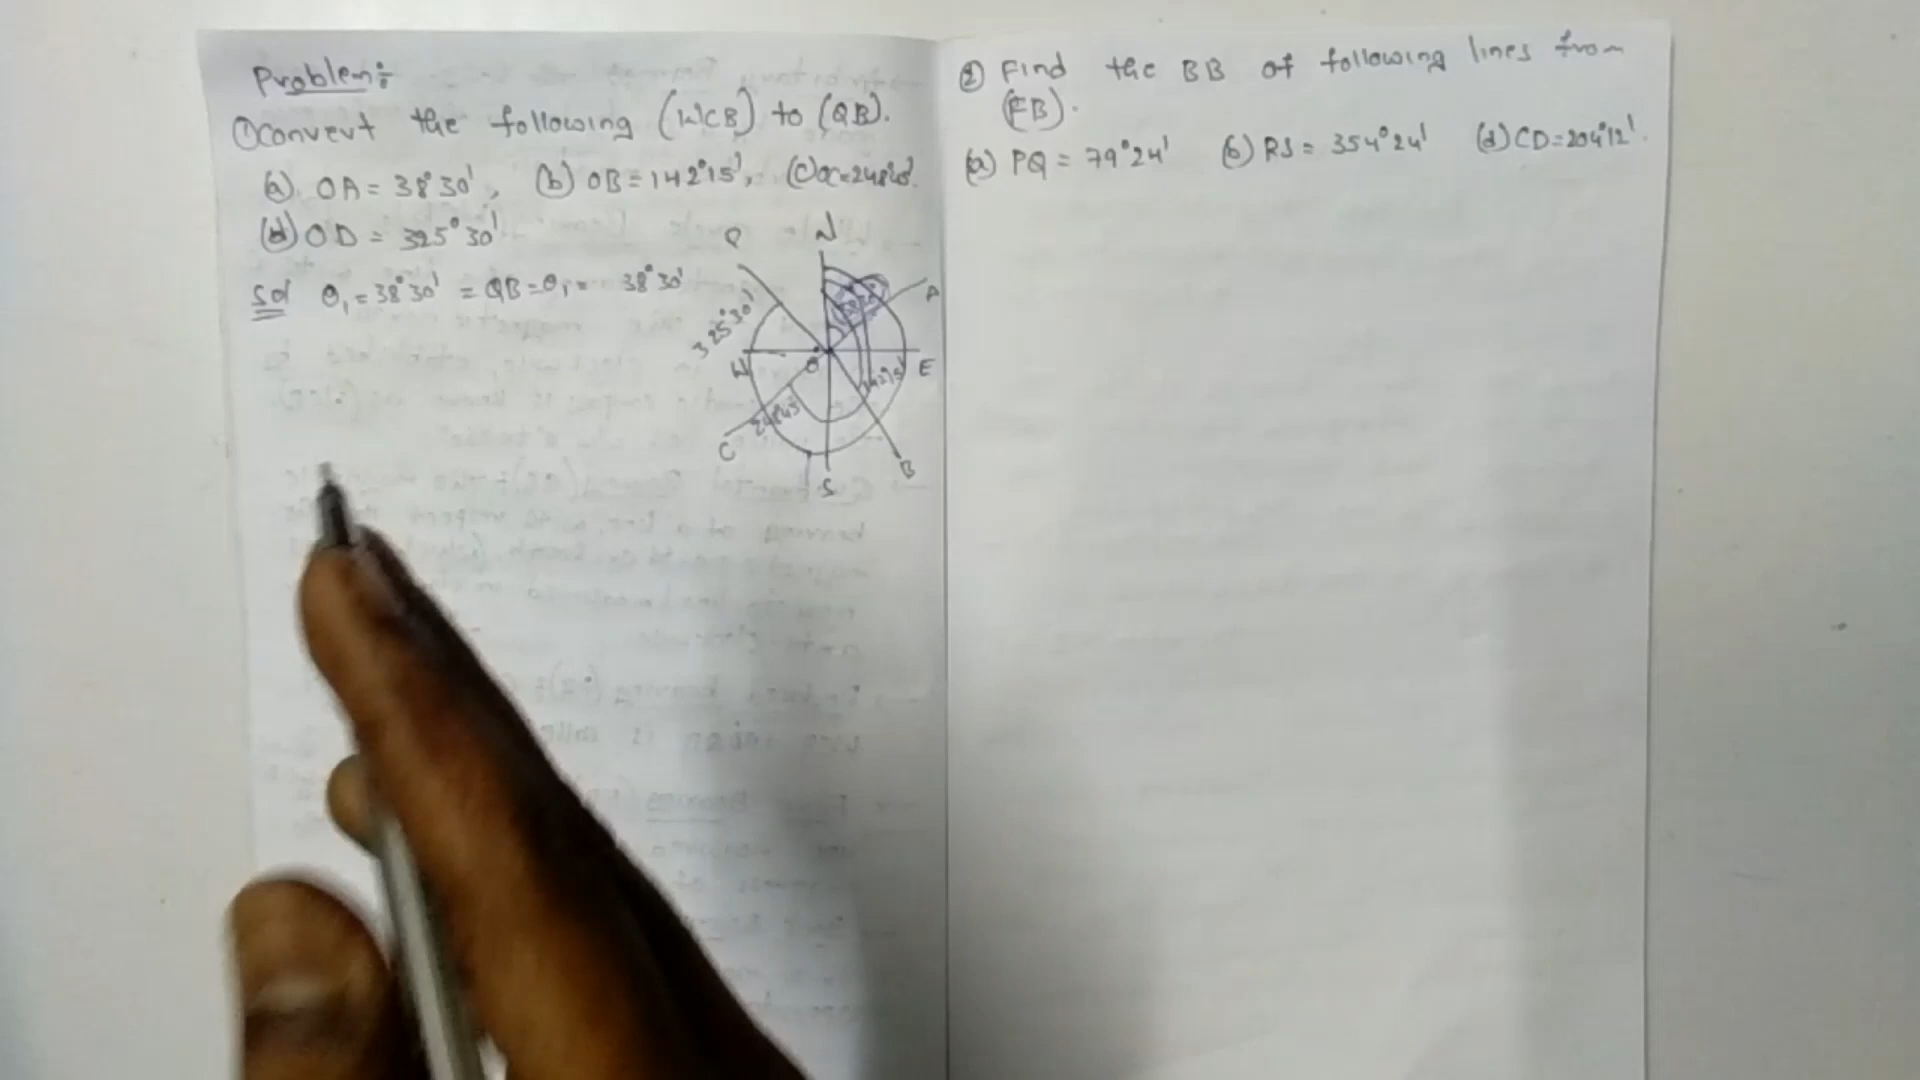 Problem:
① Convert the following (WCB) to (QB).
(a) OA = 38°30', (b) OB = 142°15', (C)
(d) OD = 325°30'
Sol θ₁ = 38°30' = QB = θ₁ = 38°30'
N
A
325°30'
W
O
E
142°15'
C
B
S
② Find the BB of following lines from
(FB).
(a) PQ = 79°24' (b) RS = 354°24' (d) CD = 204°12'.